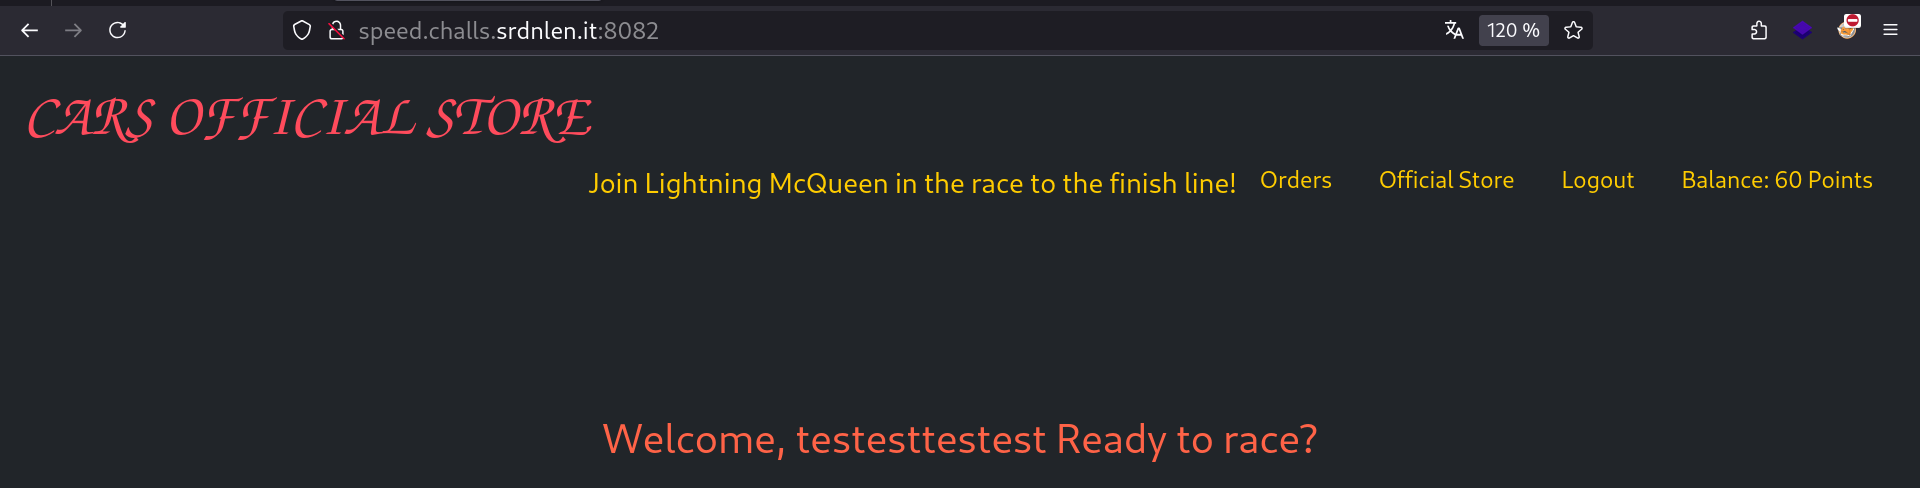 speed.challs.srdnlen.it:8082
120 %
CARS OFFICIAL STORE
Join Lightning McQueen in the race to the finish line!
Orders
Official Store
Logout
Balance: 60 Points
Welcome, testesttestest Ready to race?